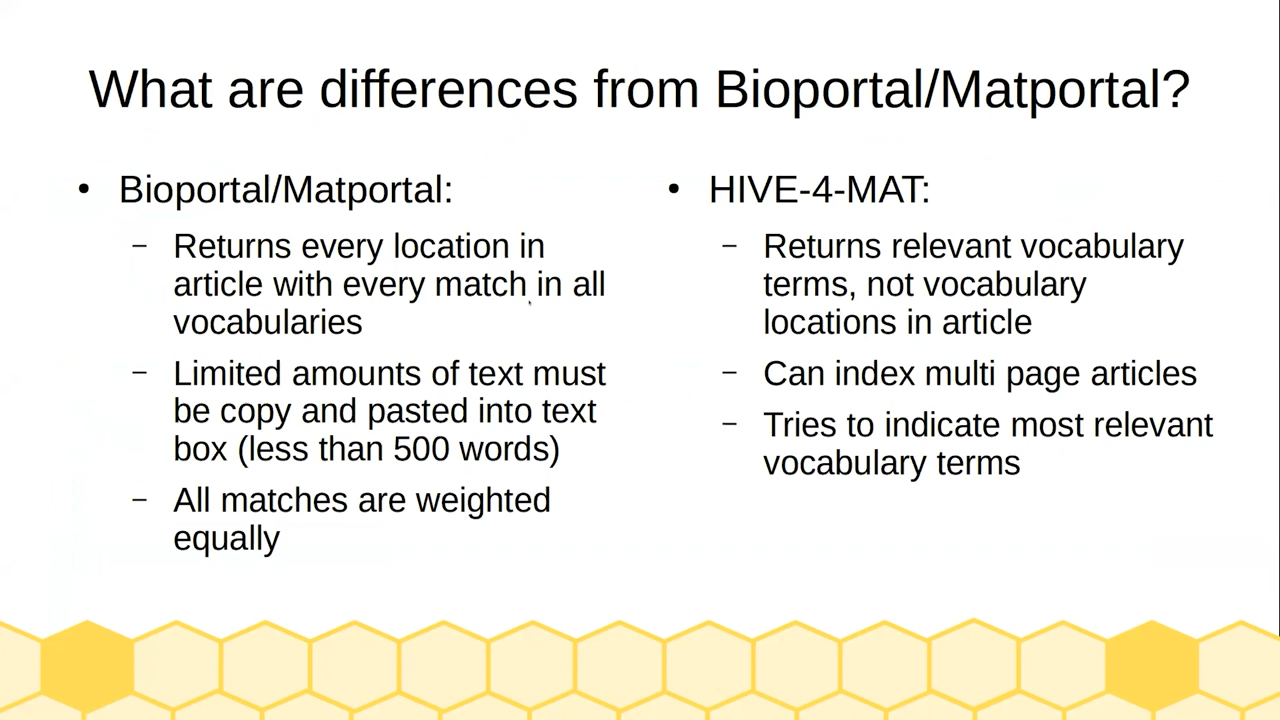 What are differences from Bioportal/Matportal?
• Bioportal/Matportal:
– Returns every location in
article with every match in all
vocabularies
– Limited amounts of text must
be copy and pasted into text
box (less than 500 words)
– All matches are weighted
equally
• HIVE-4-MAT:
– Returns relevant vocabulary
terms, not vocabulary
locations in article
– Can index multi page articles
– Tries to indicate most relevant
vocabulary terms